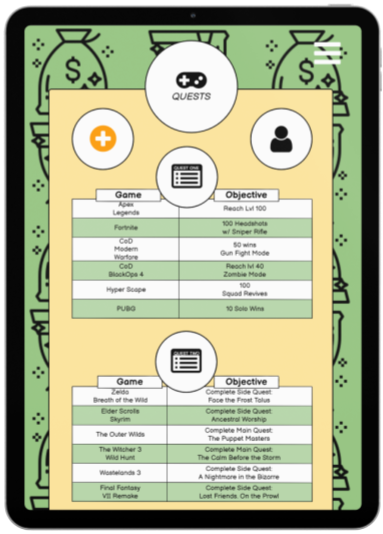 $
$
QUESTS
QUEST ONE
Game
Objective
Apex
Legends
Reach Lvl 100
Fortnite
100 Headshots
w/ Sniper Rifle
CoD
Modern
Warfare
50 wins
Gun Fight Mode
CoD
BlackOps 4
Reach lvl 40
Zombie Mode
Hyper Scape
100
Squad Revives
PUBG
10 Solo Wins
QUEST TWO
Game
Objective
Zelda
Breath of the Wild
Complete Side Quest:
Face the Frost Talus
Elder Scrolls
Skyrim
Complete Side Quest:
Ancestral Worship
The Outer Wilds
Complete Main Quest:
The Puppet Masters
The Witcher 3
Wild Hunt
Complete Main Quest:
The Calm Before the Storm
Wastelands 3
Complete Side Quest:
A Nightmare in the Bizarre
Final Fantasy
VII Remake
Complete Side Quest:
Lost Friends, On the Prowl